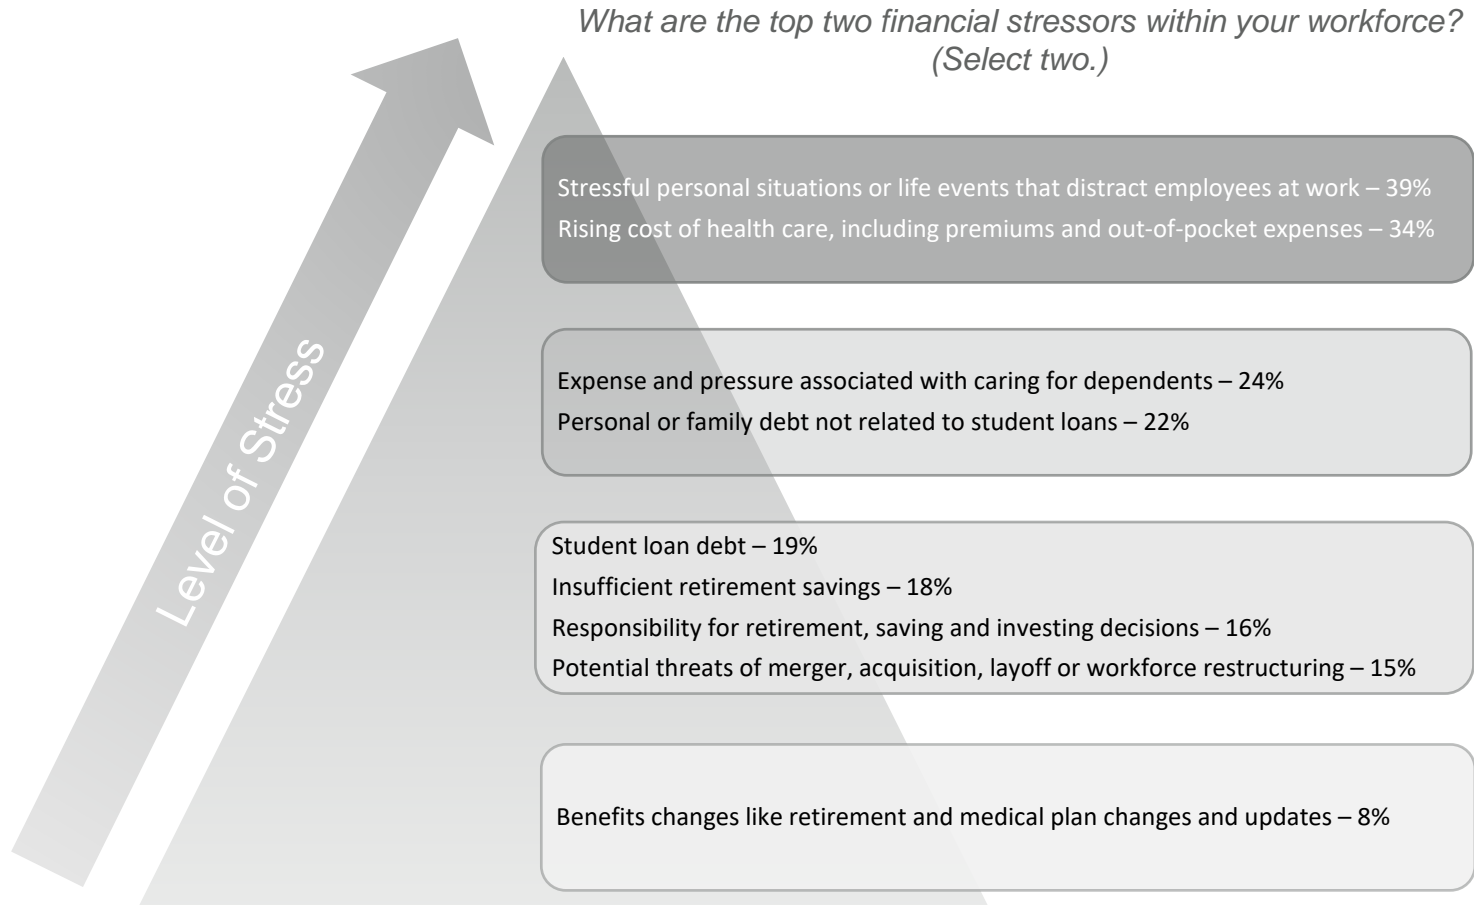 What are the top two financial stressors within your workforce?
(Select two.)
Stressful personal situations or life events that distract employees at work – 39%
Rising cost of health care, including premiums and out-of-pocket expenses – 34%
Level of Stress
Expense and pressure associated with caring for dependents – 24%
Personal or family debt not related to student loans – 22%
Student loan debt – 19%
Insufficient retirement savings – 18%
Responsibility for retirement, saving and investing decisions – 16%
Potential threats of merger, acquisition, layoff or workforce restructuring – 15%
Benefits changes like retirement and medical plan changes and updates – 8%